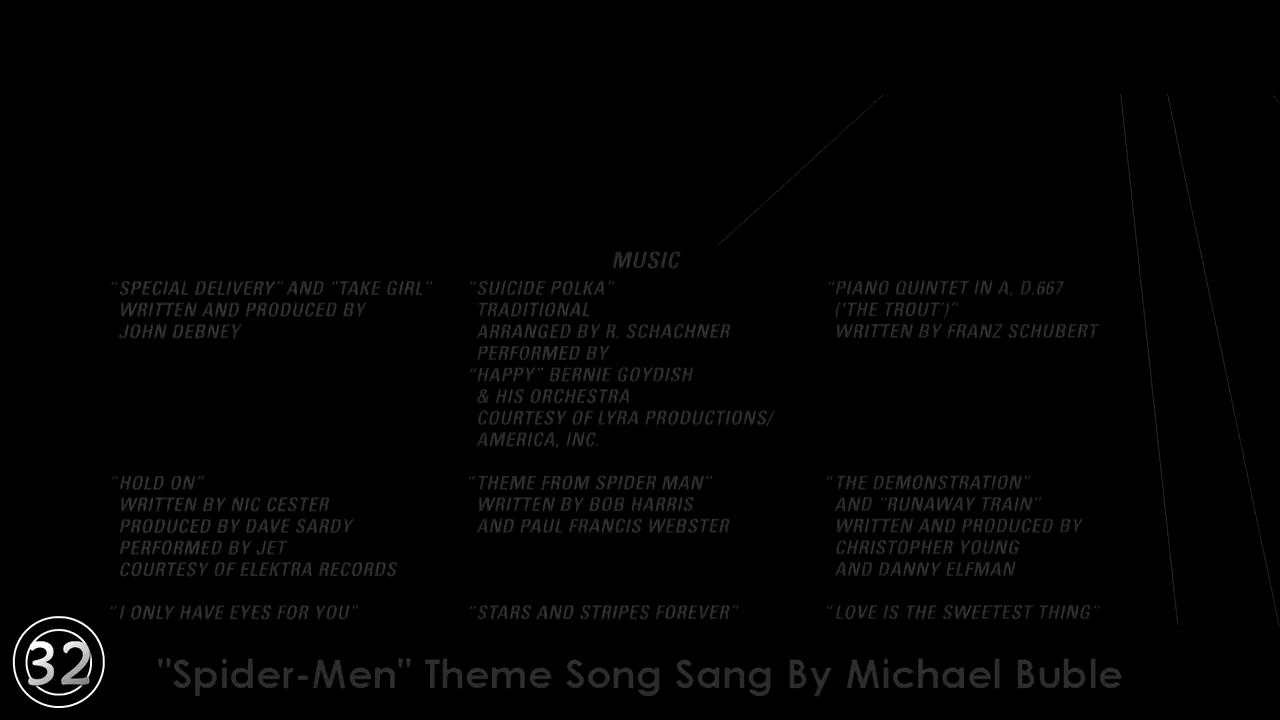 MUSIC
"SPECIAL DELIVERY" AND "TAKE GIRL"
WRITTEN AND PRODUCED BY
JOHN DEBNEY
"SUICIDE POLKA"
TRADITIONAL
ARRANGED BY R. SCHACHNER
PERFORMED BY
"HAPPY" BERNIE GOYDISH
& HIS ORCHESTRA
COURTESY OF LYRA PRODUCTIONS/
AMERICA, INC.
"PIANO QUINTET IN A, D.667
('THE TROUT')"
WRITTEN BY FRANZ SCHUBERT
"HOLD ON"
WRITTEN BY NIC CESTER
PRODUCED BY DAVE SARDY
PERFORMED BY JET
COURTESY OF ELEKTRA RECORDS
"THEME FROM SPIDER MAN"
WRITTEN BY BOB HARRIS
AND PAUL FRANCIS WEBSTER
"THE DEMONSTRATION"
AND "RUNAWAY TRAIN"
WRITTEN AND PRODUCED BY
CHRISTOPHER YOUNG
AND DANNY ELFMAN
"I ONLY HAVE EYES FOR YOU"
"STARS AND STRIPES FOREVER"
"LOVE IS THE SWEETEST THING"
32
"Spider-Men" Theme Song Sang By Michael Buble